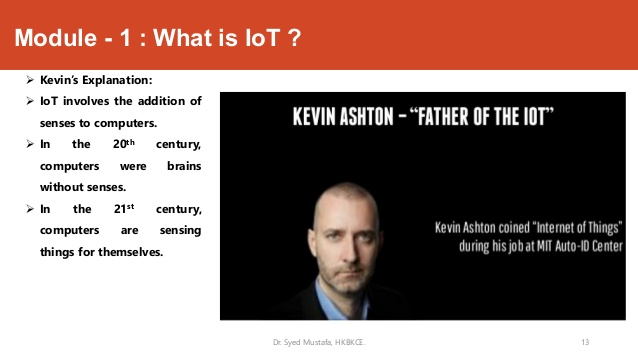 Module - 1 : What is IoT ?
➢ Kevin's Explanation:
➢ IoT involves the addition of
senses to computers.
➢ In the 20th century,
computers were brains
without senses.
➢ In the 21st century,
computers are sensing
things for themselves.
KEVIN ASHTON – “FATHER OF THE IOT”
Kevin Ashton coined “Internet of Things”
during his job at MIT Auto-ID Center
Dr. Syed Mustafa, HKBKCE.
13